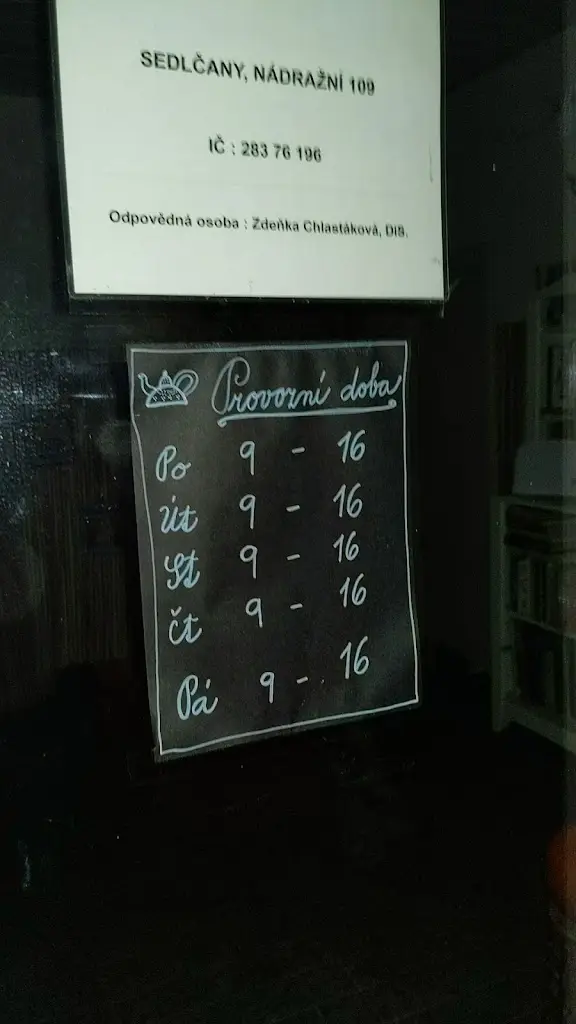 SEDLČANY, NÁDRAŽNÍ 109
IČ : 283 76 196
Odpovědná osoba : Zdeňka Chlastáková, DiS.
Provozní doba
Po 9 - 16
Út 9 - 16
St 9 - 16
Čt 9 - 16
Pá 9 - 16